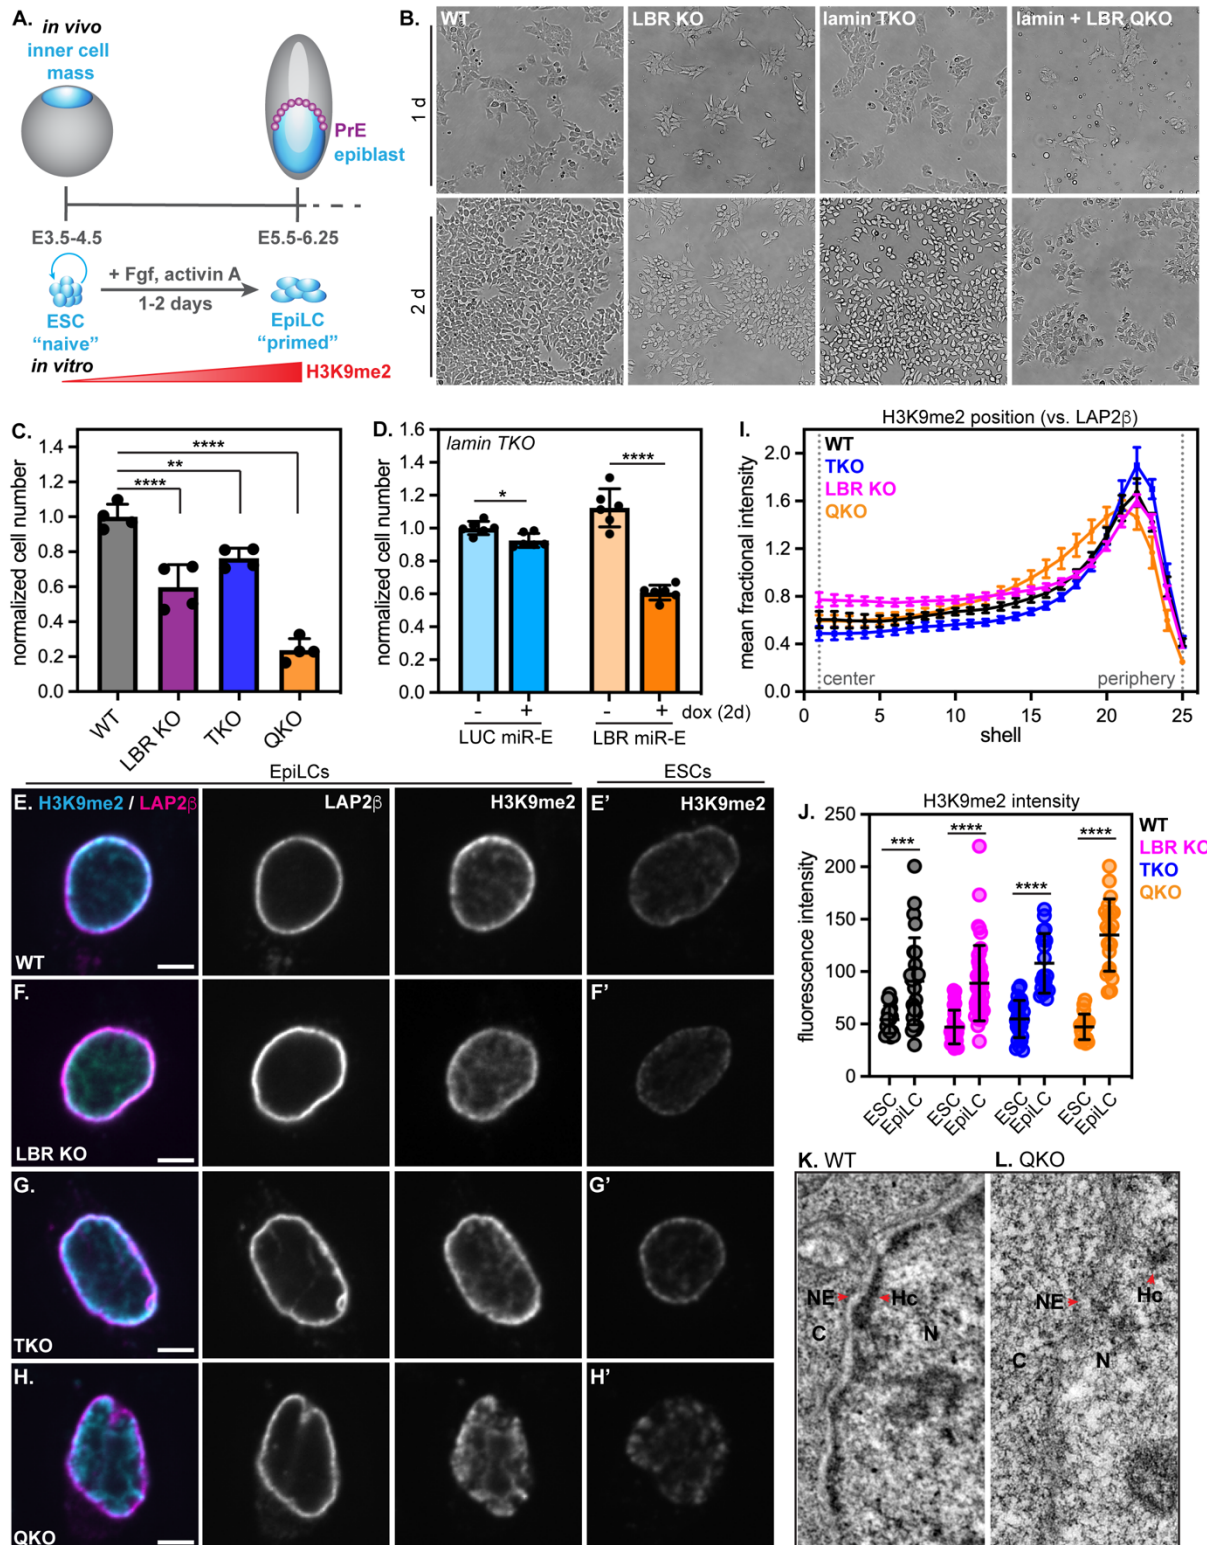 A.
in vivo
inner cell
mass
PrE
epiblast
E3.5-4.5
E5.5-6.25
+ Fgf, activin A
1-2 days
ESC
"naive"
in vitro
EpiLC
"primed"
H3K9me2
B.
WT
LBR KO
lamin TKO
lamin + LBR QKO
1 d
2 d
C.
normalized cell number
1.4
1.2
1.0
0.8
0.6
0.4
0.2
0.0
****
**
****
WT
LBR KO
TKO
QKO
D.
lamin TKO
normalized cell number
1.6
1.4
1.2
1.0
0.8
0.6
0.4
0.2
0.0
*
****
- + - + dox (2d)
LUC miR-E
LBR miR-E
I.
H3K9me2 position (vs. LAP2β)
WT
TKO
LBR KO
QKO
mean fractional intensity
2.0
1.6
1.2
0.8
0.4
0.0
center
periphery
0 5 10 15 20 25
shell
EpiLCs
ESCs
E. H3K9me2 / LAP2β
LAP2β
H3K9me2
E' H3K9me2
WT
F.
F'
LBR KO
G.
G'
TKO
H.
H'
QKO
J.
H3K9me2 intensity
fluorescence intensity
250
200
150
100
50
0
***
****
****
****
WT
LBR KO
TKO
QKO
ESC
EpiLC
ESC
EpiLC
ESC
EpiLC
ESC
EpiLC
K. WT
NE
Hc
C
N
L. QKO
NE
Hc
C
N